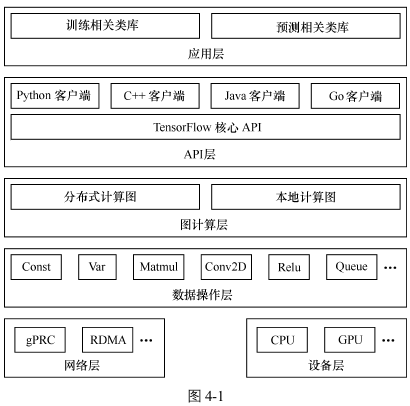 训练相关类库 预测相关类库
应用层
Python 客户端 C++ 客户端 Java 客户端 Go 客户端
TensorFlow 核心 API
API层
分布式计算图 本地计算图
图计算层
Const Var Matmul Conv2D Relu Queue •••
数据操作层
gPRC RDMA ••• CPU GPU •••
网络层 设备层
图 4-1